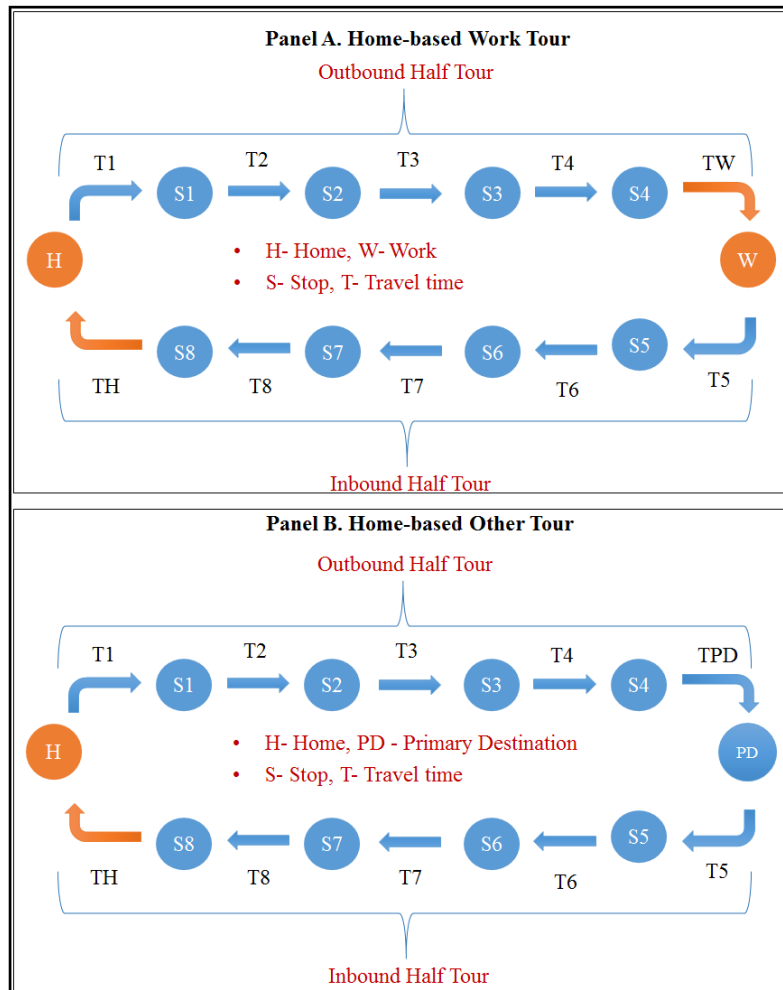 Panel A. Home-based Work Tour
Outbound Half Tour
T1 T2 T3 T4 TW
S1 S2 S3 S4
H W
• H- Home, W- Work
• S- Stop, T- Travel time
S8 S7 S6 S5
TH T8 T7 T6 T5
Inbound Half Tour
Panel B. Home-based Other Tour
Outbound Half Tour
T1 T2 T3 T4 TPD
S1 S2 S3 S4
H PD
• H- Home, PD - Primary Destination
• S- Stop, T- Travel time
S8 S7 S6 S5
TH T8 T7 T6 T5
Inbound Half Tour